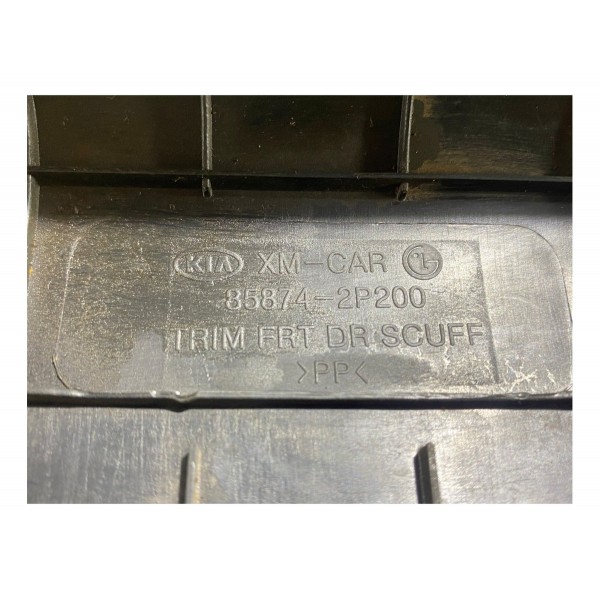 KIA XM-CAR LG
85874-2P200
TRIM FRT DR SCUFF
>PP<